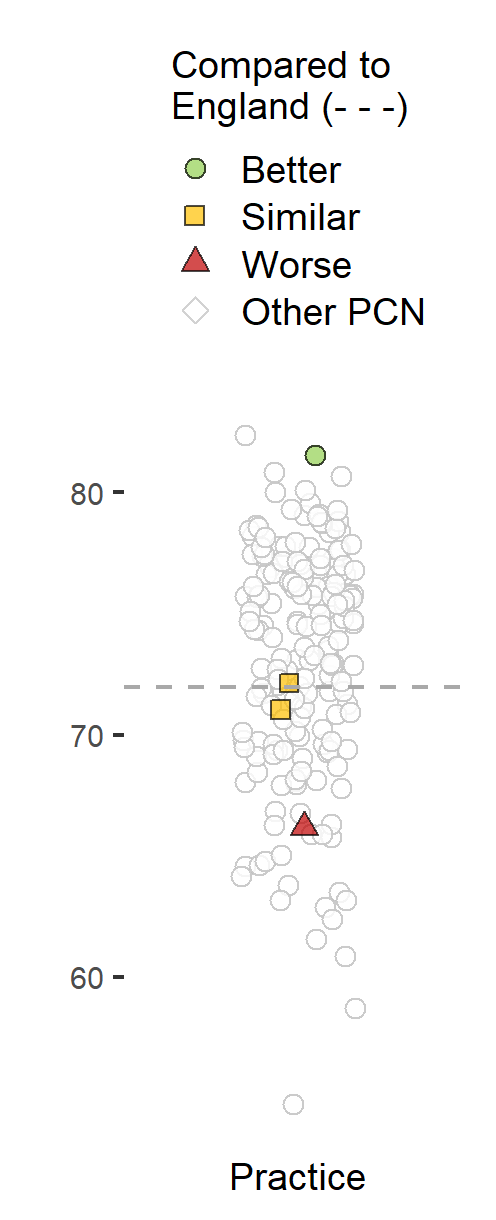 Compared to
England (- - -)
Better
Similar
Worse
Other PCN
80
70
60
Practice